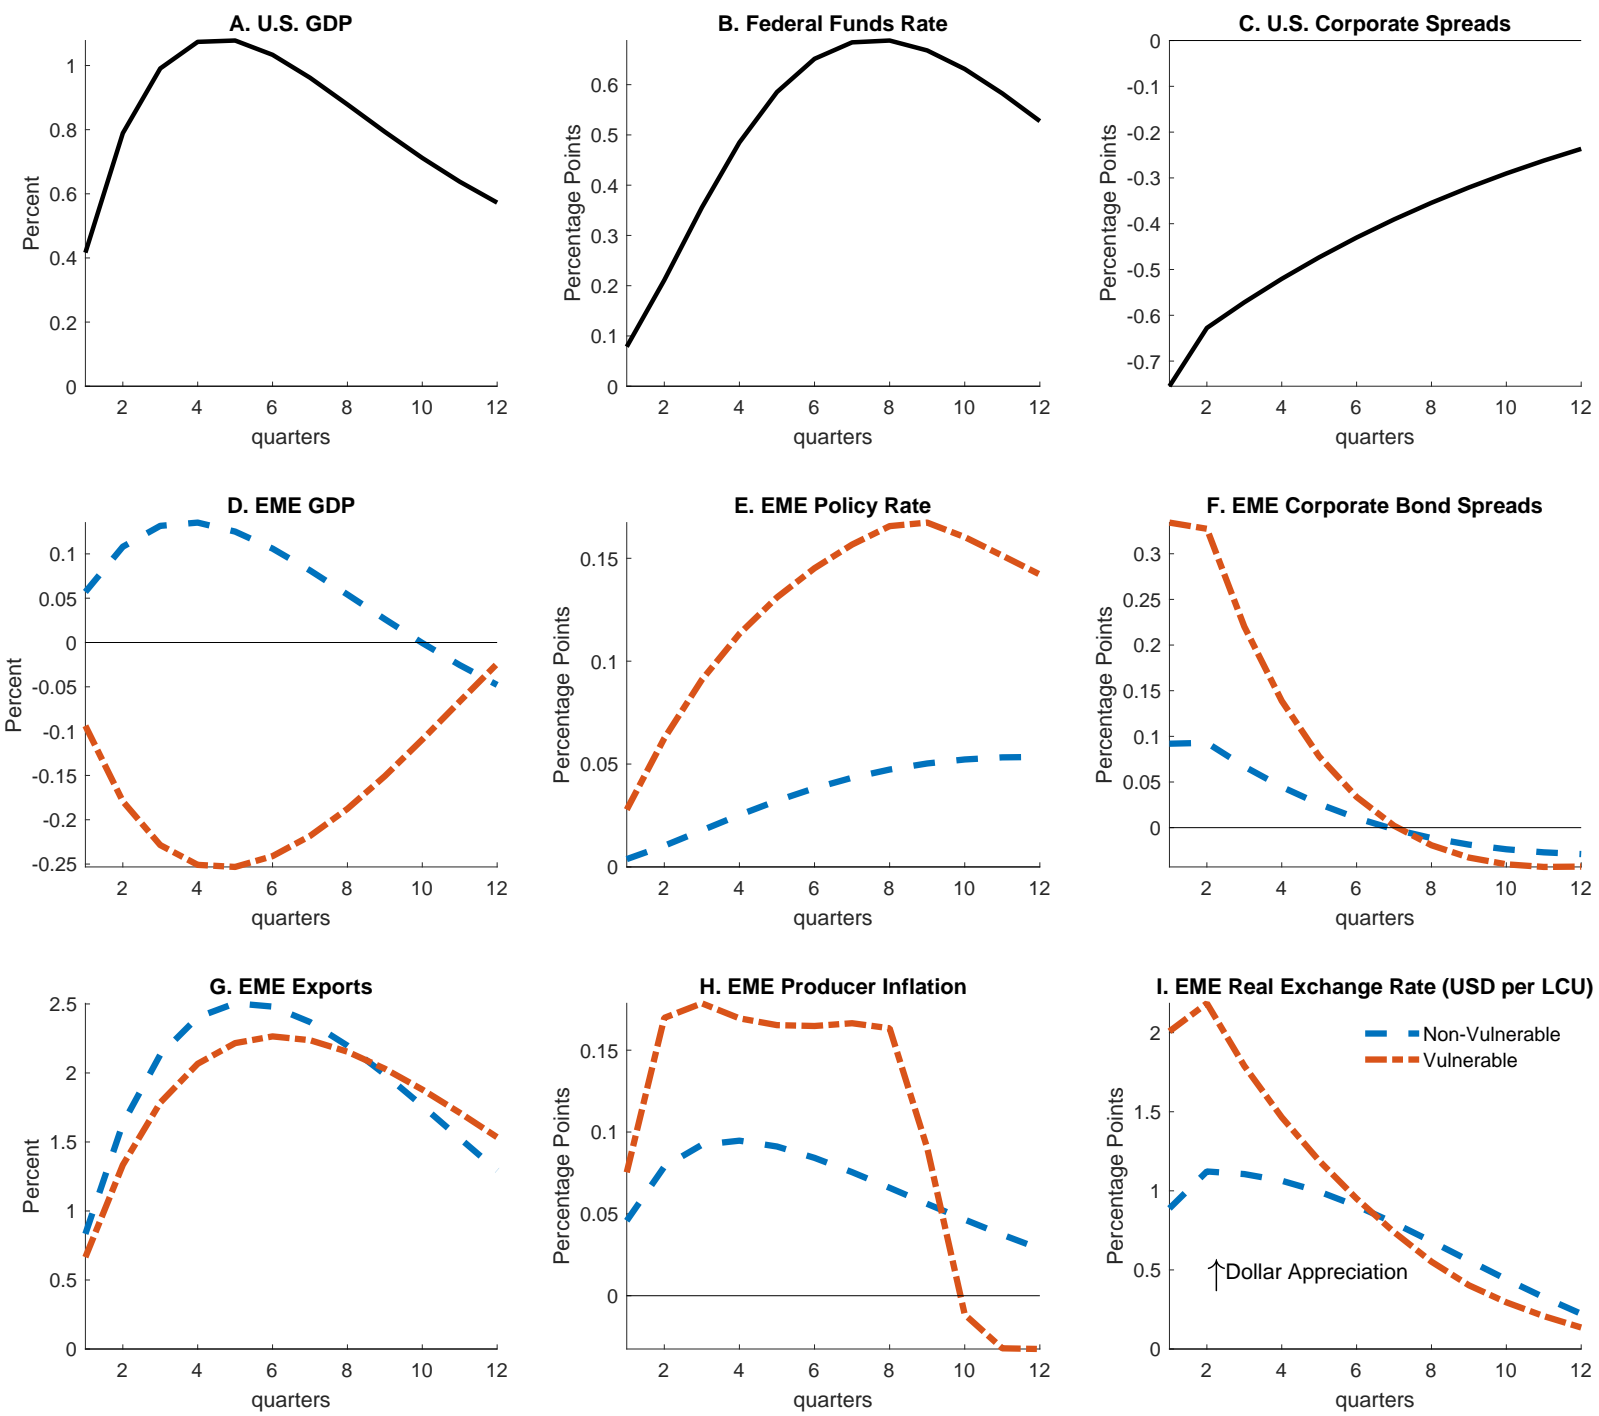 A. U.S. GDP
Percent
1
0.8
0.6
0.4
0.2
0
2 4 6 8 10 12
quarters
B. Federal Funds Rate
Percentage Points
0.6
0.5
0.4
0.3
0.2
0.1
0
2 4 6 8 10 12
quarters
C. U.S. Corporate Spreads
Percentage Points
0
-0.1
-0.2
-0.3
-0.4
-0.5
-0.6
-0.7
2 4 6 8 10 12
quarters
D. EME GDP
Percent
0.1
0.05
0
-0.05
-0.1
-0.15
-0.2
-0.25
2 4 6 8 10 12
quarters
E. EME Policy Rate
Percentage Points
0.15
0.1
0.05
0
2 4 6 8 10 12
quarters
F. EME Corporate Bond Spreads
Percentage Points
0.3
0.25
0.2
0.15
0.1
0.05
0
2 4 6 8 10 12
quarters
G. EME Exports
Percent
2.5
2
1.5
1
0.5
0
2 4 6 8 10 12
quarters
H. EME Producer Inflation
Percentage Points
0.15
0.1
0.05
0
2 4 6 8 10 12
quarters
I. EME Real Exchange Rate (USD per LCU)
Percentage Points
2
1.5
1
0.5
0
Non-Vulnerable
Vulnerable
↑Dollar Appreciation
2 4 6 8 10 12
quarters